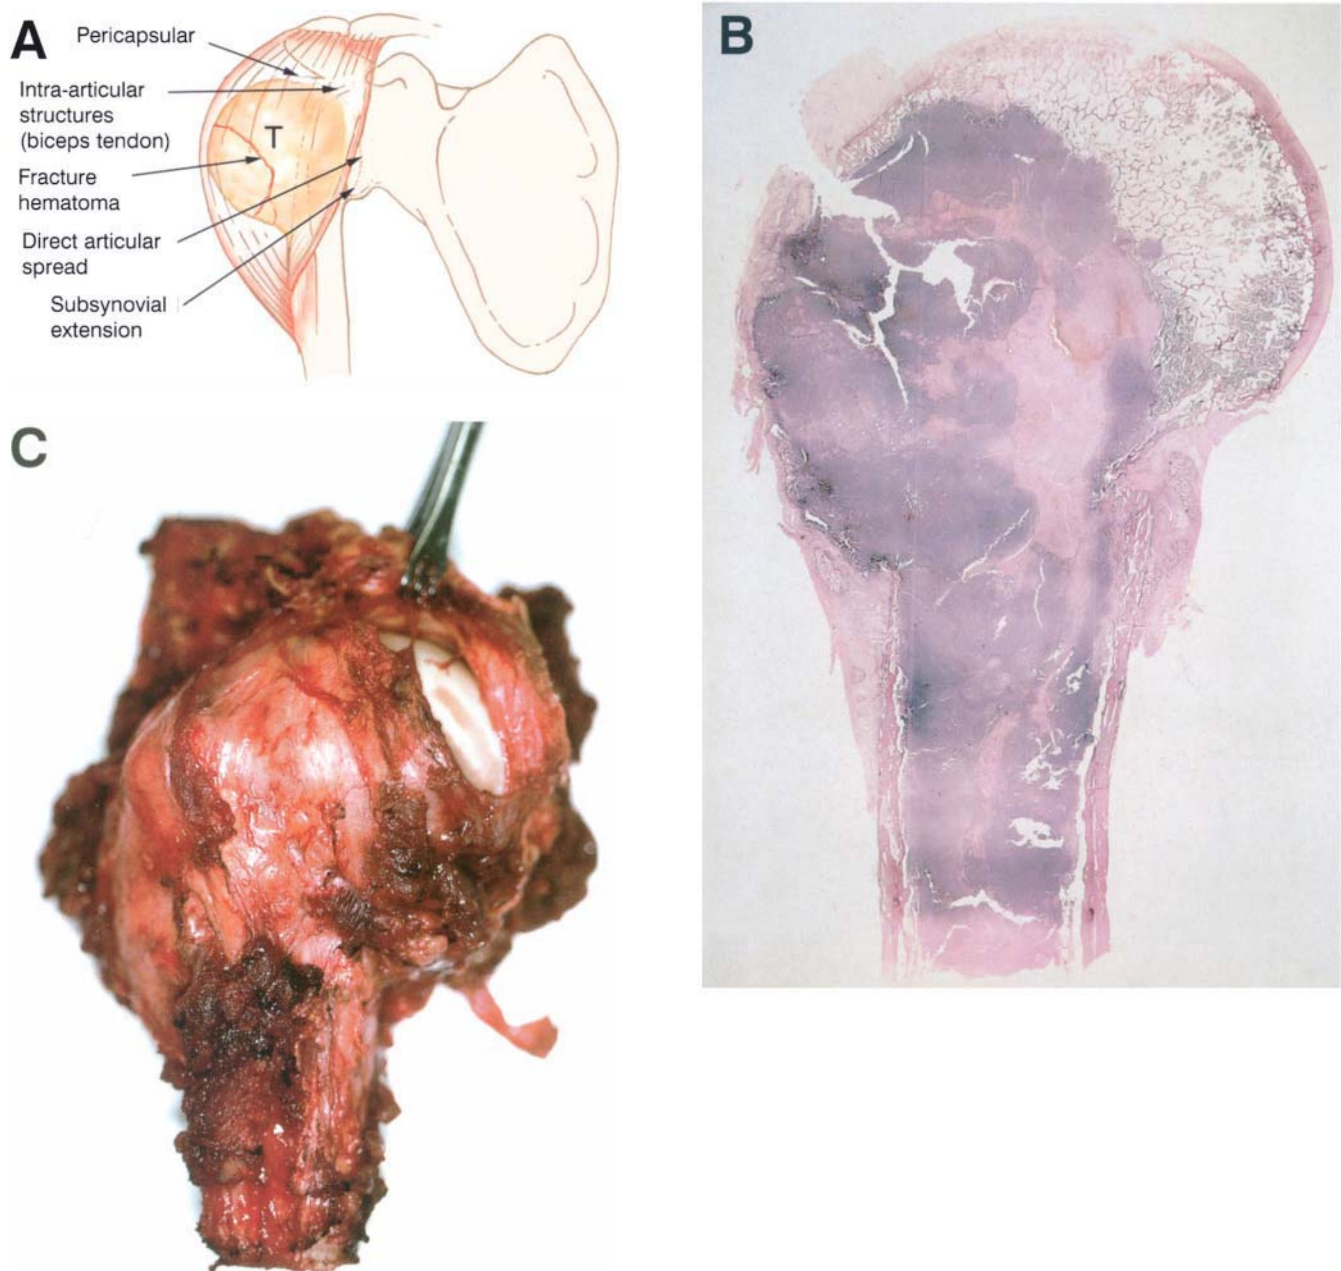 A
Pericapsular
Intra-articular
structures
(biceps tendon)
Fracture
hematoma
Direct articular
spread
Subsynovial
extension
T
B
C